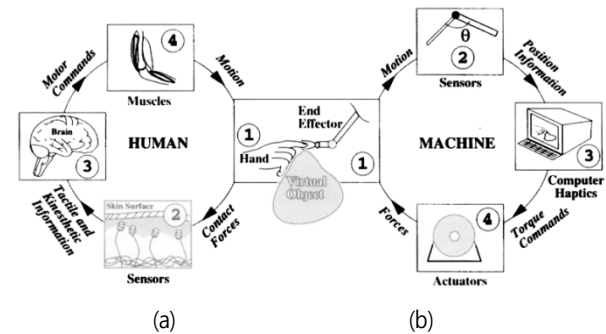 4
Motor
Commands
Muscles
Motion
Brain
3
HUMAN
Tactile and
Kinesthetic
Information
Skin Surface
2
Sensors
Contact
Forces
1
Hand
End
Effector
1
Virtual
Object
Motion
θ
2
Sensors
Position
Information
MACHINE
3
Computer
Haptics
Forces
4
Actuators
Torque
Commands
(a)
(b)